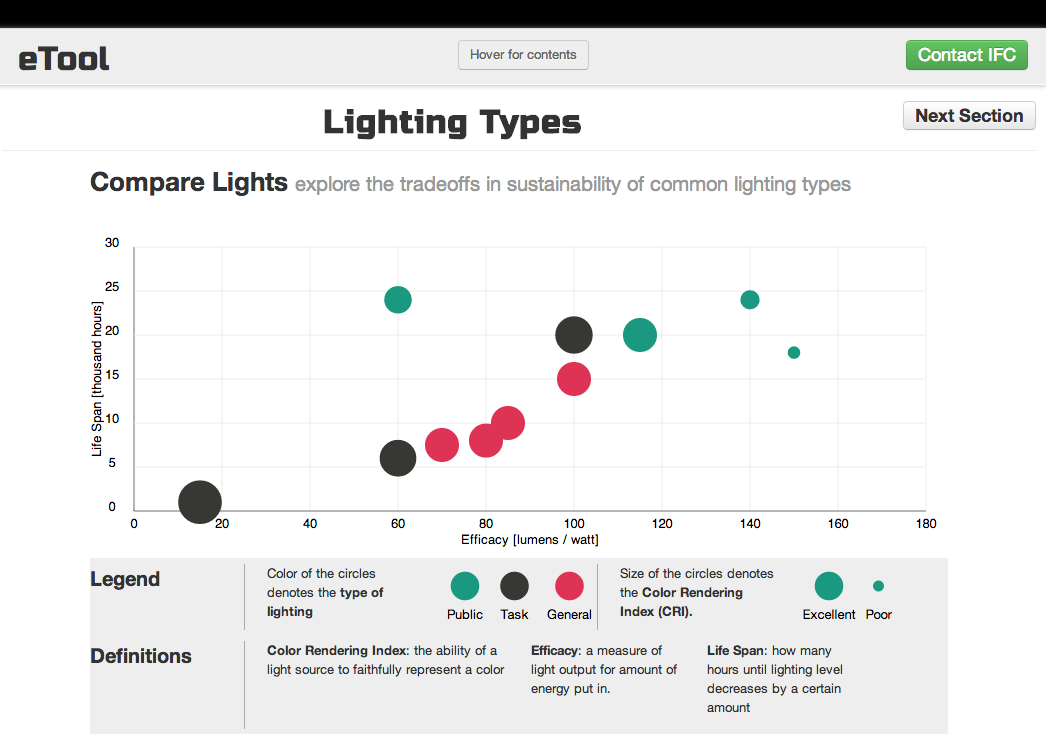 eTool
Hover for contents
Contact IFC
Lighting Types
Next Section
Compare Lights explore the tradeoffs in sustainability of common lighting types
30
25
20
15
10
5
0
Life Span [thousand hours]
0 20 40 60 80 100 120 140 160 180
Efficacy [lumens / watt]
Legend
Color of the circles
denotes the type of
lighting
Public Task General
Size of the circles denotes
the Color Rendering
Index (CRI).
Excellent Poor
Definitions
Color Rendering Index: the ability of a
light source to faithfully represent a color
Efficacy: a measure of
light output for amount of
energy put in.
Life Span: how many
hours until lighting level
decreases by a certain
amount